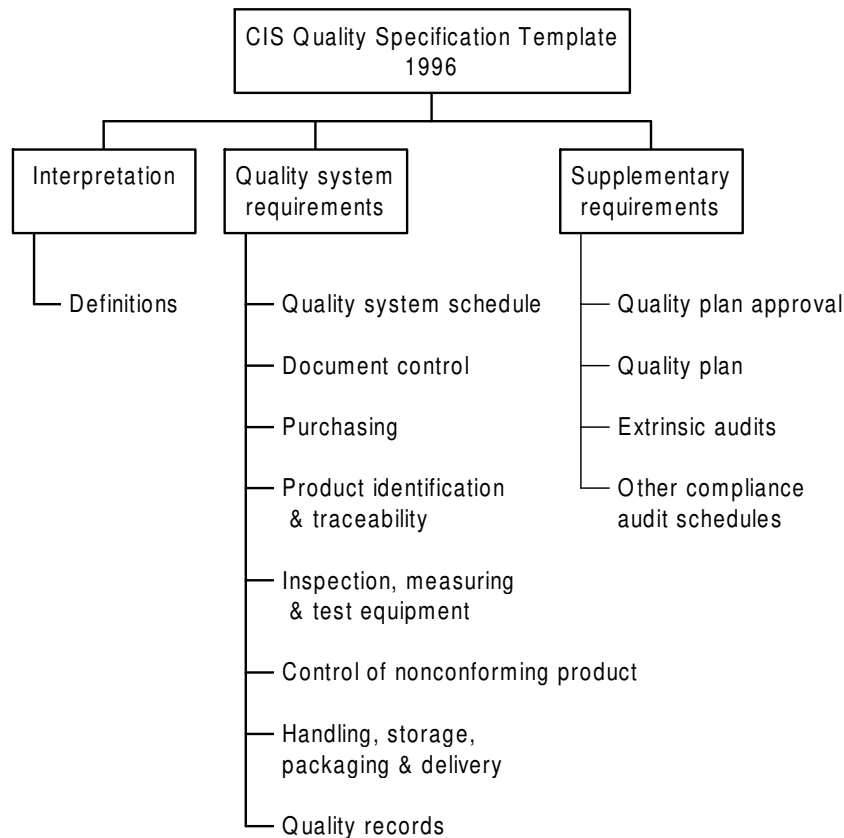 CIS Quality Specification Template
1996
Interpretation
Quality system
requirements
Supplementary
requirements
Definitions
Quality system schedule
Document control
Purchasing
Product identification
& traceability
Inspection, measuring
& test equipment
Control of nonconforming product
Handling, storage,
packaging & delivery
Quality records
Quality plan approval
Quality plan
Extrinsic audits
Other compliance
audit schedules